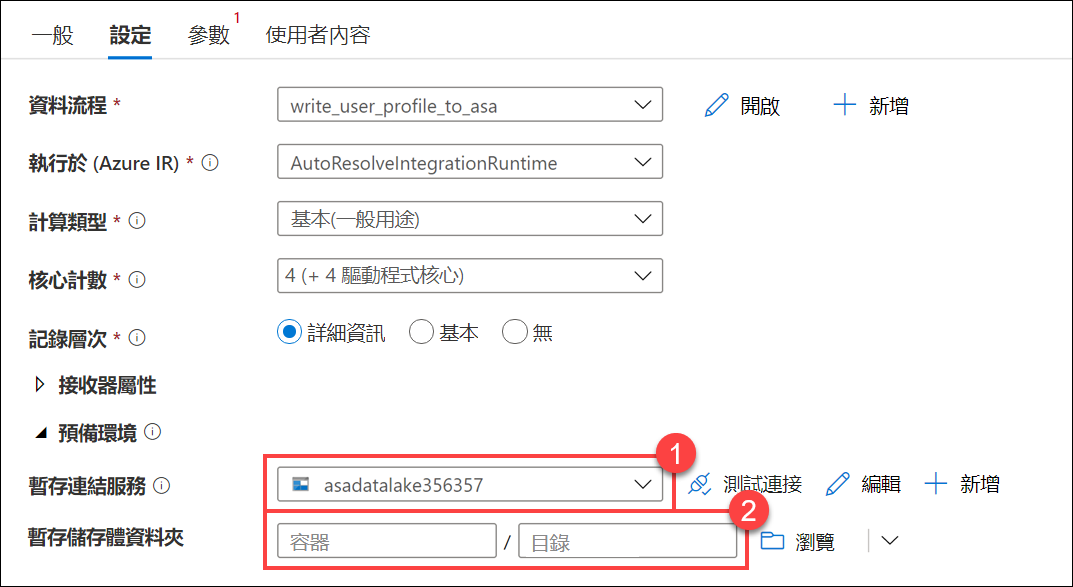 一般 設定 參數 1 使用者內容
資料流程 * write_user_profile_to_asa 開啟 新增
執行於 (Azure IR) * AutoResolveIntegrationRuntime
計算類型 * 基本(一般用途)
核心計數 * 4 (+ 4 驅動程式核心)
記錄層次 * 詳細資訊 基本 無
接收器屬性
預備環境
1
暫存連結服務 asadatalake356357 測試連接 編輯 新增
2
暫存儲存體資料夾 容器 / 目錄 瀏覽